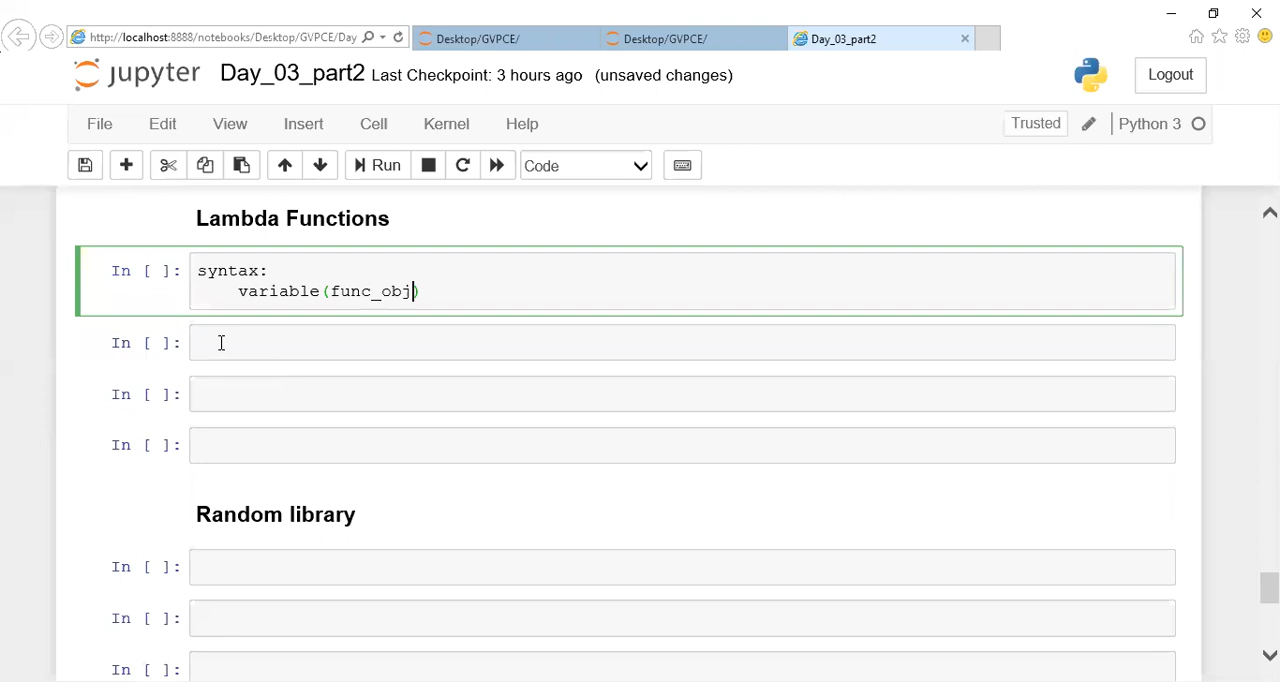 http://localhost:8888/notebooks/Desktop/GVPCE/Day
Desktop/GVPCE/
Desktop/GVPCE/
Day_03_part2
jupyter Day_03_part2 Last Checkpoint: 3 hours ago (unsaved changes)
Logout
File Edit View Insert Cell Kernel Help
Trusted
Python 3
Run
Code
Lambda Functions
In [ ]: syntax:
variable(func_obj)
In [ ]:
In [ ]:
In [ ]:
Random library
In [ ]:
In [ ]:
In [ ]: